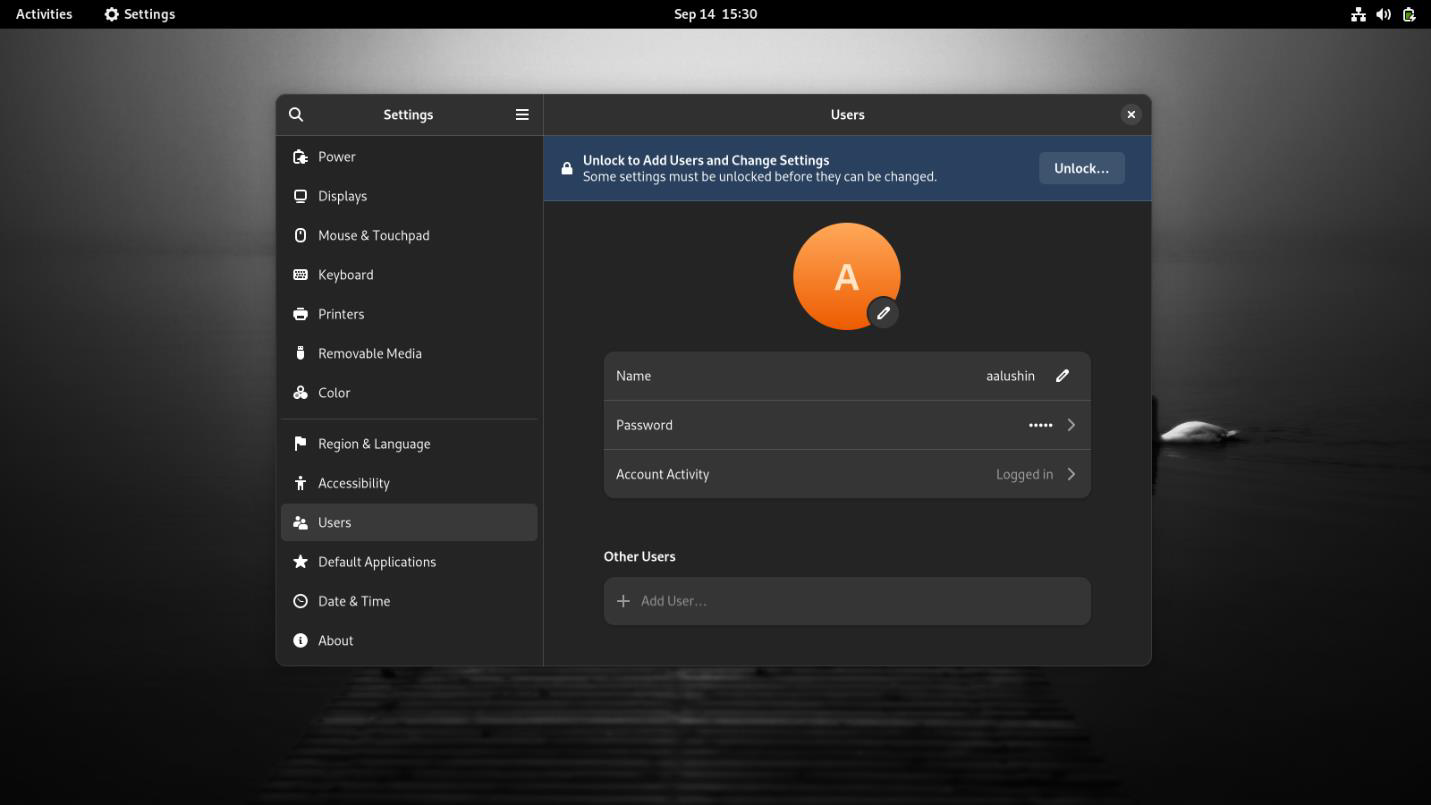 Activities
Settings
Sep 14 15:30
Settings
Users
Power
Displays
Mouse & Touchpad
Keyboard
Printers
Removable Media
Color
Region & Language
Accessibility
Users
Default Applications
Date & Time
About
Unlock to Add Users and Change Settings
Some settings must be unlocked before they can be changed.
Unlock…
A
Name aalushin
Password •••••
Account Activity Logged in
Other Users
Add User…